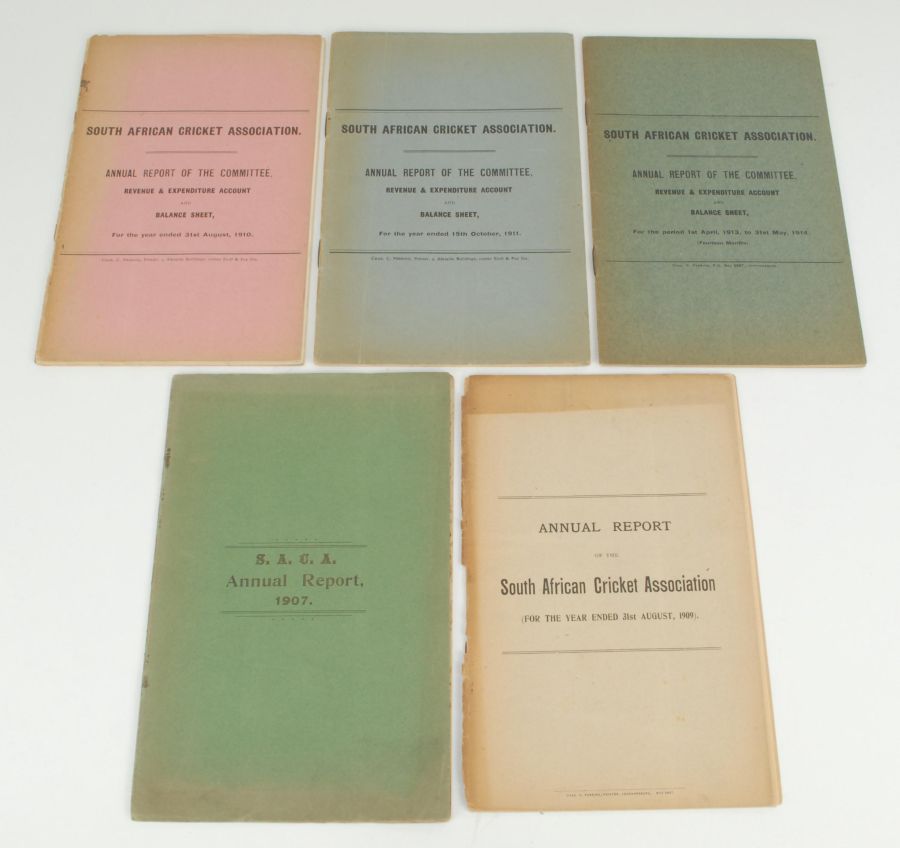 SOUTH AFRICAN CRICKET ASSOCIATION.
ANNUAL REPORT OF THE COMMITTEE,
REVENUE & EXPENDITURE ACCOUNT
AND
BALANCE SHEET,
For the year ended 31st August, 1910.
SOUTH AFRICAN CRICKET ASSOCIATION.
ANNUAL REPORT OF THE COMMITTEE,
REVENUE & EXPENDITURE ACCOUNT
AND
BALANCE SHEET,
For the year ended 15th October, 1911.
SOUTH AFRICAN CRICKET ASSOCIATION.
ANNUAL REPORT OF THE COMMITTEE,
REVENUE & EXPENDITURE ACCOUNT
AND
BALANCE SHEET,
For the period 1st April, 1913, to 31st May, 1914.
(Fourteen Months).
S. A. C. A.
Annual Report,
1907.
ANNUAL REPORT
OF THE
South African Cricket Association
(FOR THE YEAR ENDED 31st AUGUST, 1909).